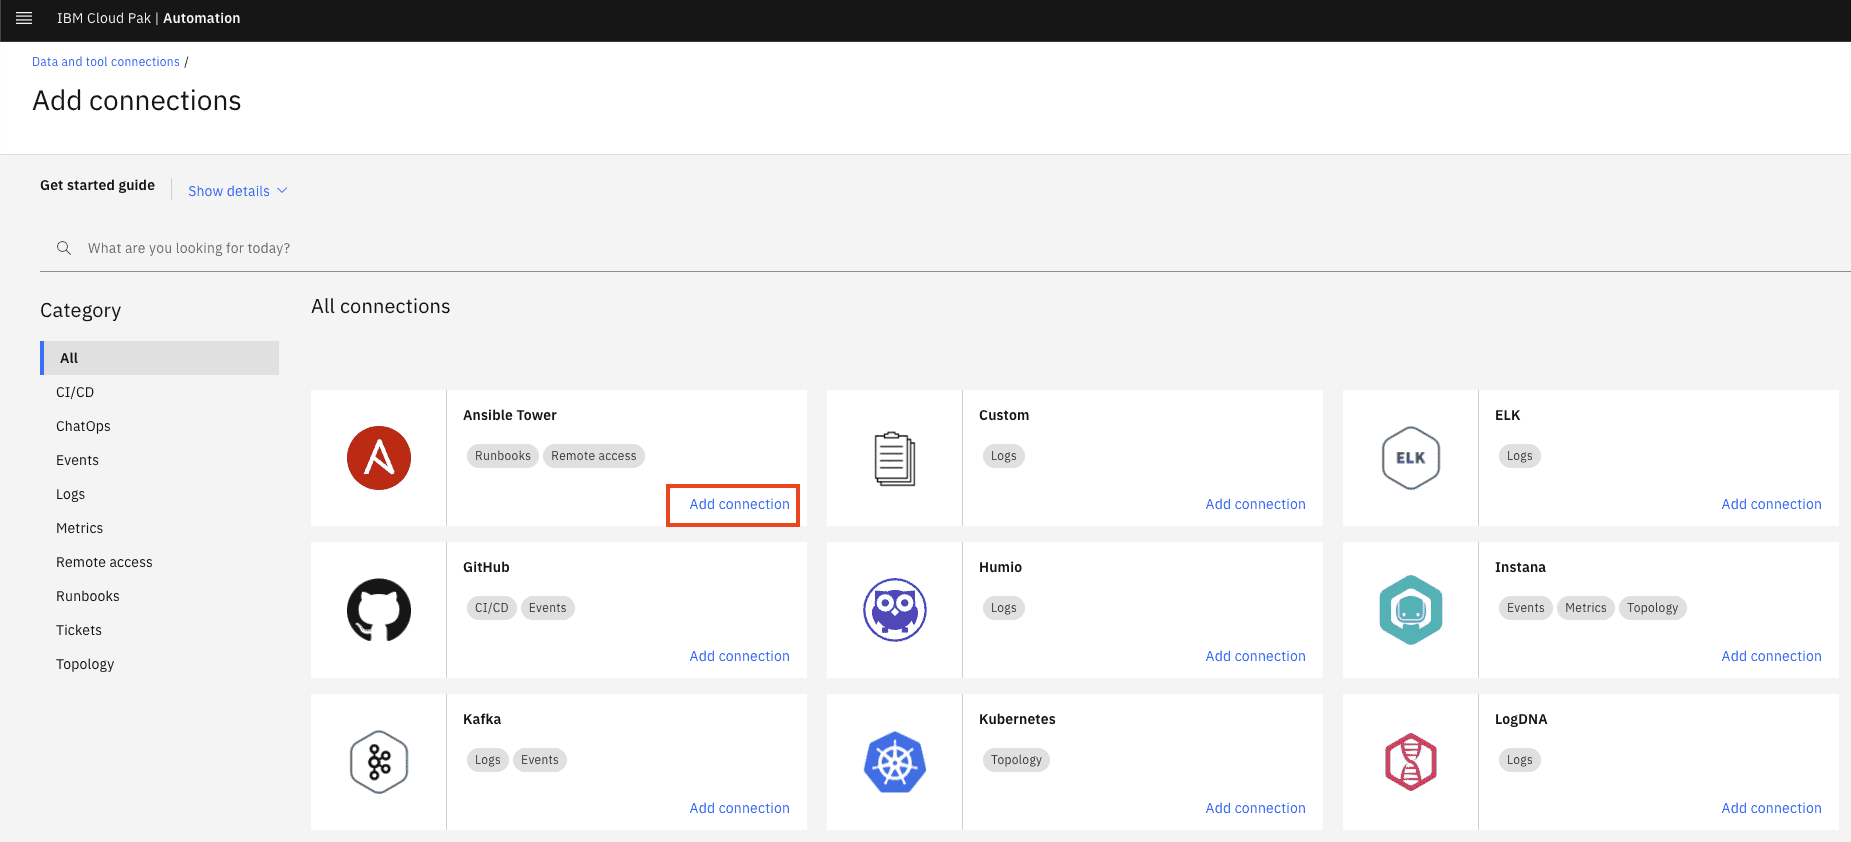 IBM Cloud Pak | Automation
Data and tool connections /
Add connections
Get started guide
Show details
What are you looking for today?
Category
All
CI/CD
ChatOps
Events
Logs
Metrics
Remote access
Runbooks
Tickets
Topology
All connections
Ansible Tower
Runbooks Remote access
Add connection
Custom
Logs
Add connection
ELK
ELK
Logs
Add connection
GitHub
CI/CD Events
Add connection
Humio
Logs
Add connection
Instana
Events Metrics Topology
Add connection
Kafka
Logs Events
Add connection
Kubernetes
Topology
Add connection
LogDNA
Logs
Add connection